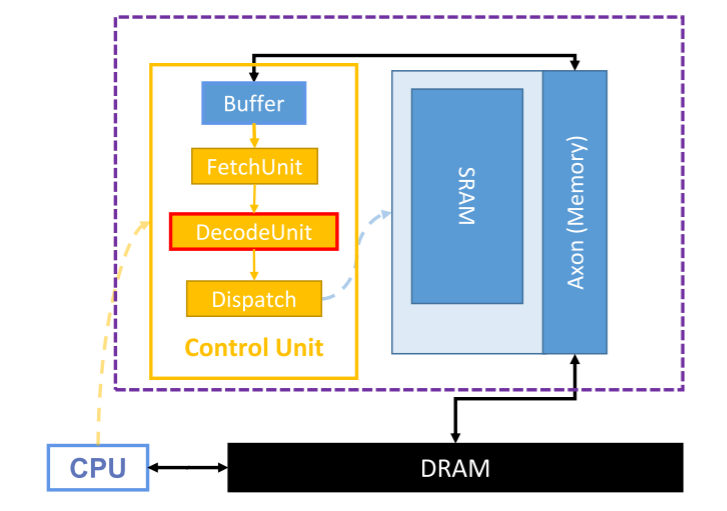 Buffer
FetchUnit
DecodeUnit
Dispatch
Control Unit
SRAM
Axon (Memory)
CPU
DRAM